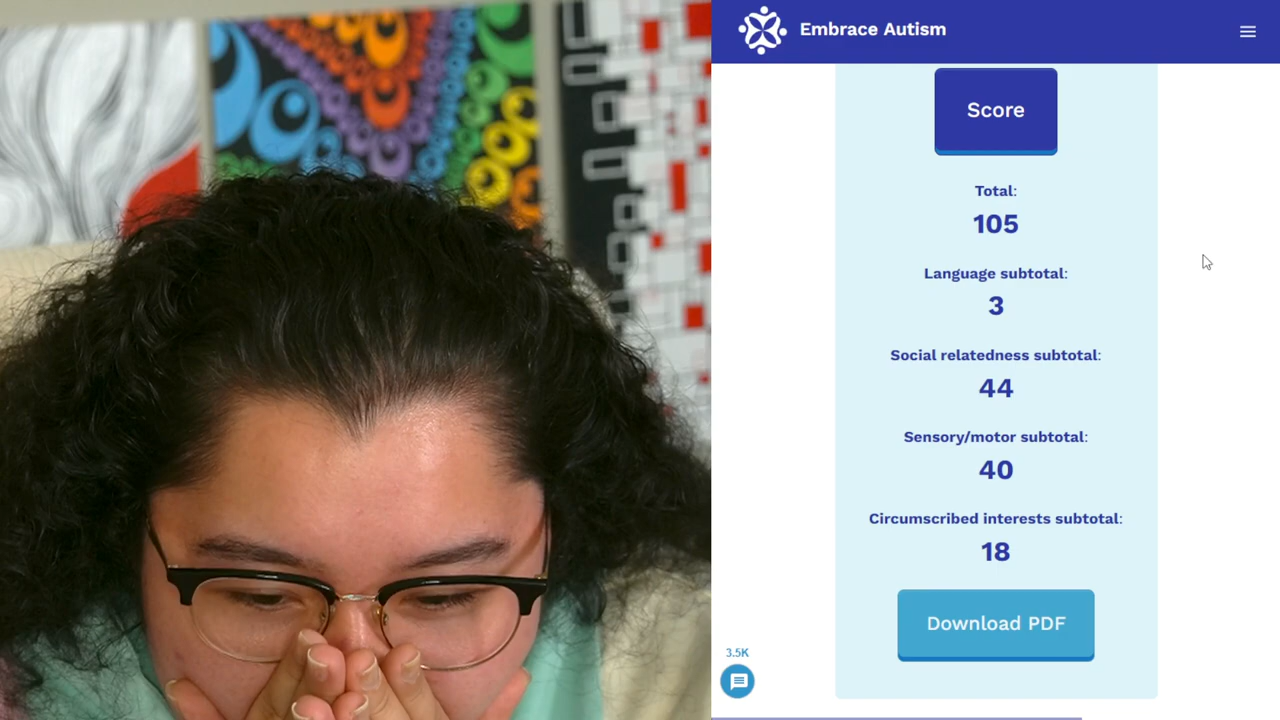 Embrace Autism
Score
Total:
105
Language subtotal:
3
Social relatedness subtotal:
44
Sensory/motor subtotal:
40
Circumscribed interests subtotal:
18
Download PDF
3.5K